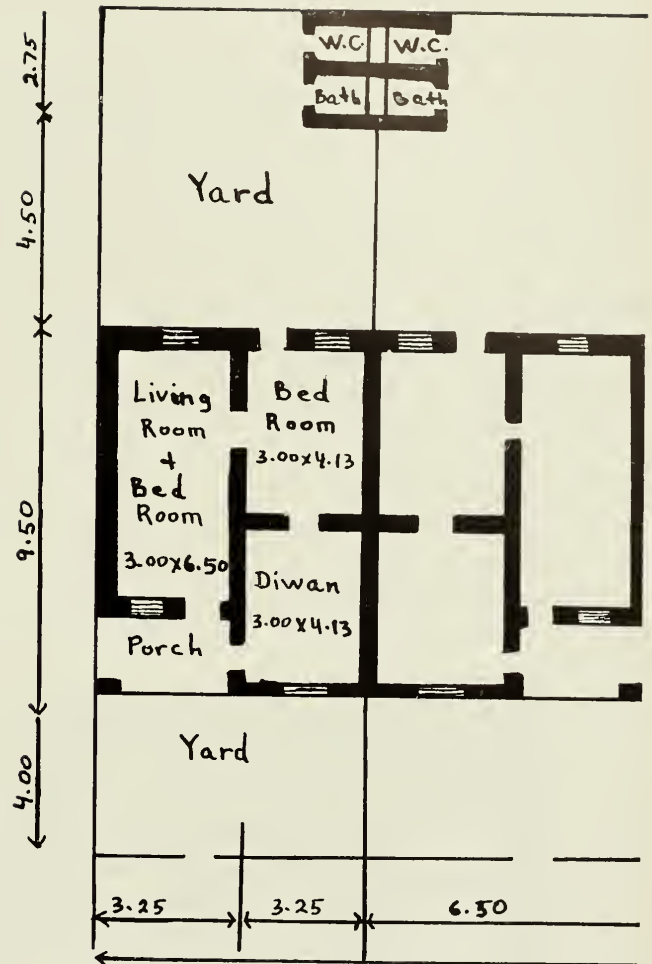 W.C. W.C.
Bath Bath
2.75
Yard
4.50
Living
Room
+
Bed
Room
3.00x6.50
Bed
Room
3.00x4.13
9.50
Diwan
3.00x4.13
Porch
Yard
4.00
3.25 3.25 6.50